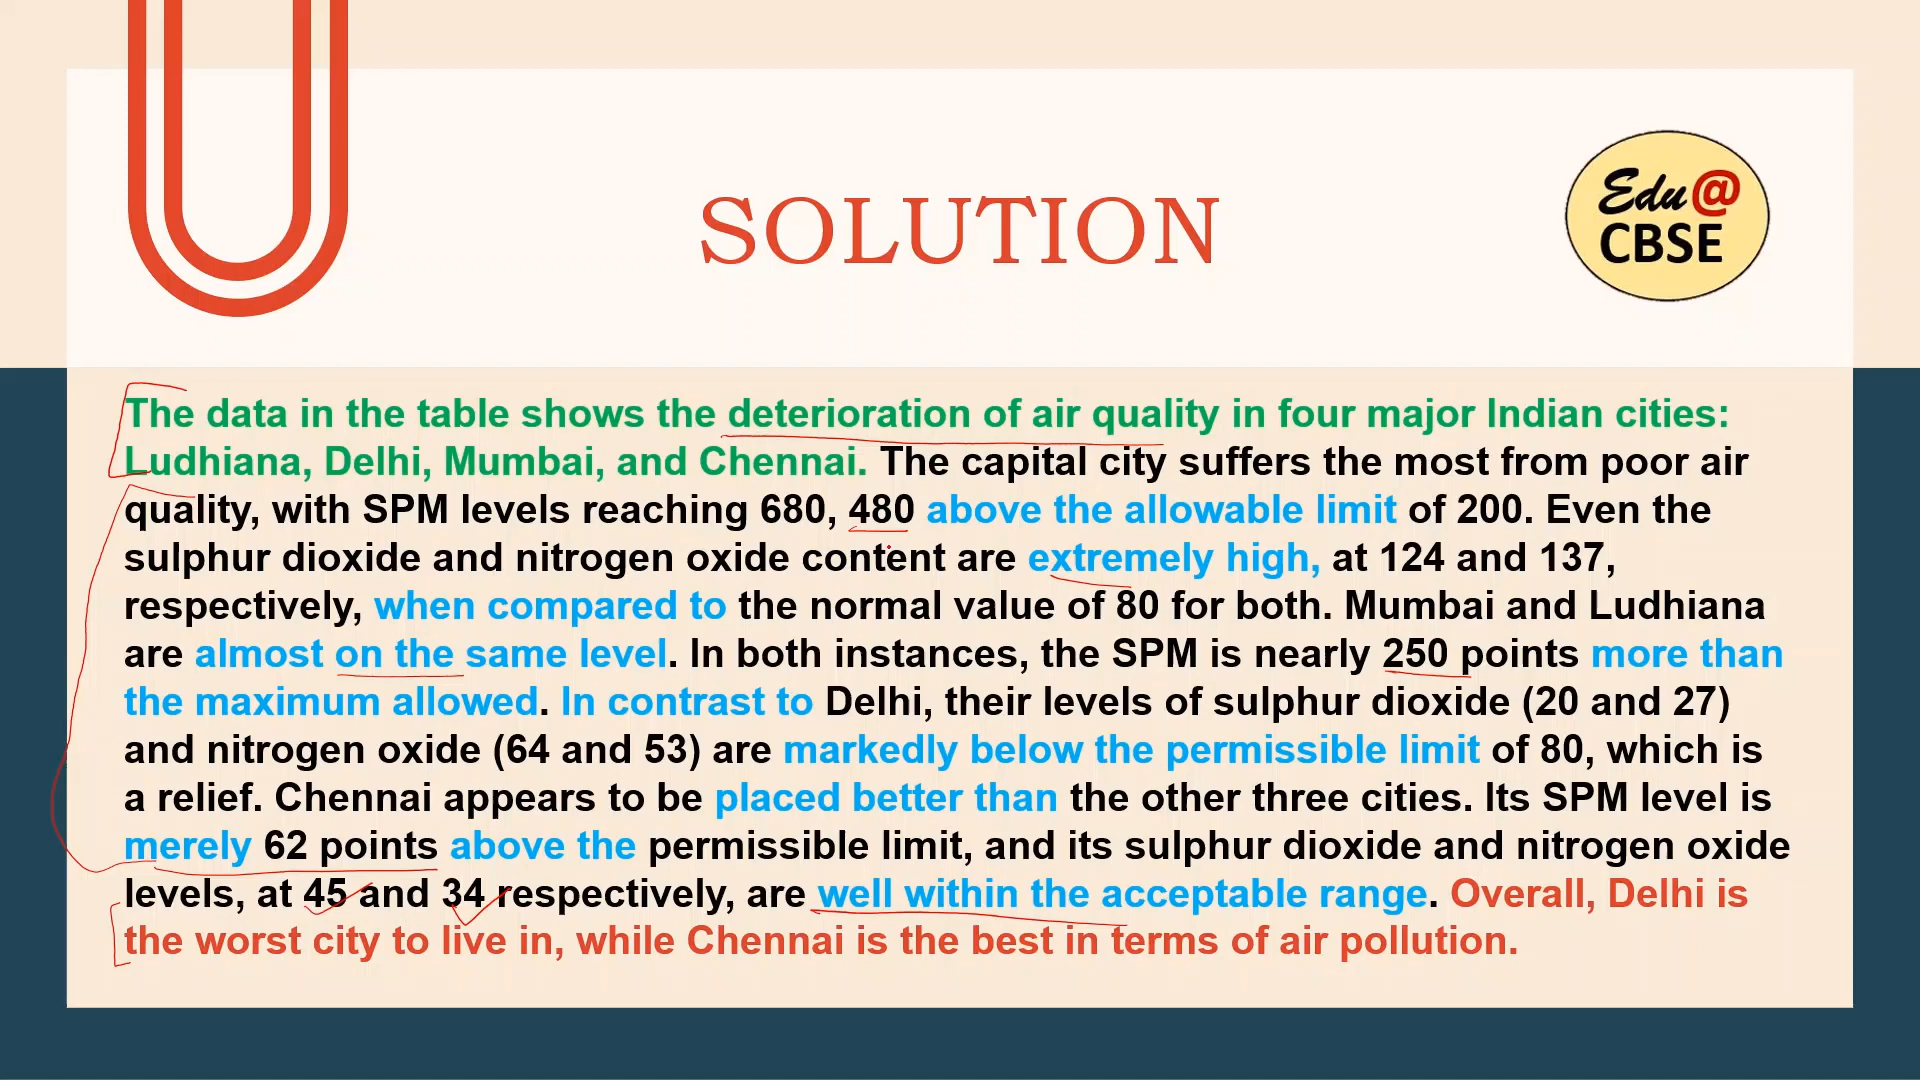 SOLUTION
Edu@
CBSE
The data in the table shows the deterioration of air quality in four major Indian cities:
Ludhiana, Delhi, Mumbai, and Chennai. The capital city suffers the most from poor air
quality, with SPM levels reaching 680, 480 above the allowable limit of 200. Even the
sulphur dioxide and nitrogen oxide content are extremely high, at 124 and 137,
respectively, when compared to the normal value of 80 for both. Mumbai and Ludhiana
are almost on the same level. In both instances, the SPM is nearly 250 points more than
the maximum allowed. In contrast to Delhi, their levels of sulphur dioxide (20 and 27)
and nitrogen oxide (64 and 53) are markedly below the permissible limit of 80, which is
a relief. Chennai appears to be placed better than the other three cities. Its SPM level is
merely 62 points above the permissible limit, and its sulphur dioxide and nitrogen oxide
levels, at 45 and 34 respectively, are well within the acceptable range. Overall, Delhi is
the worst city to live in, while Chennai is the best in terms of air pollution.